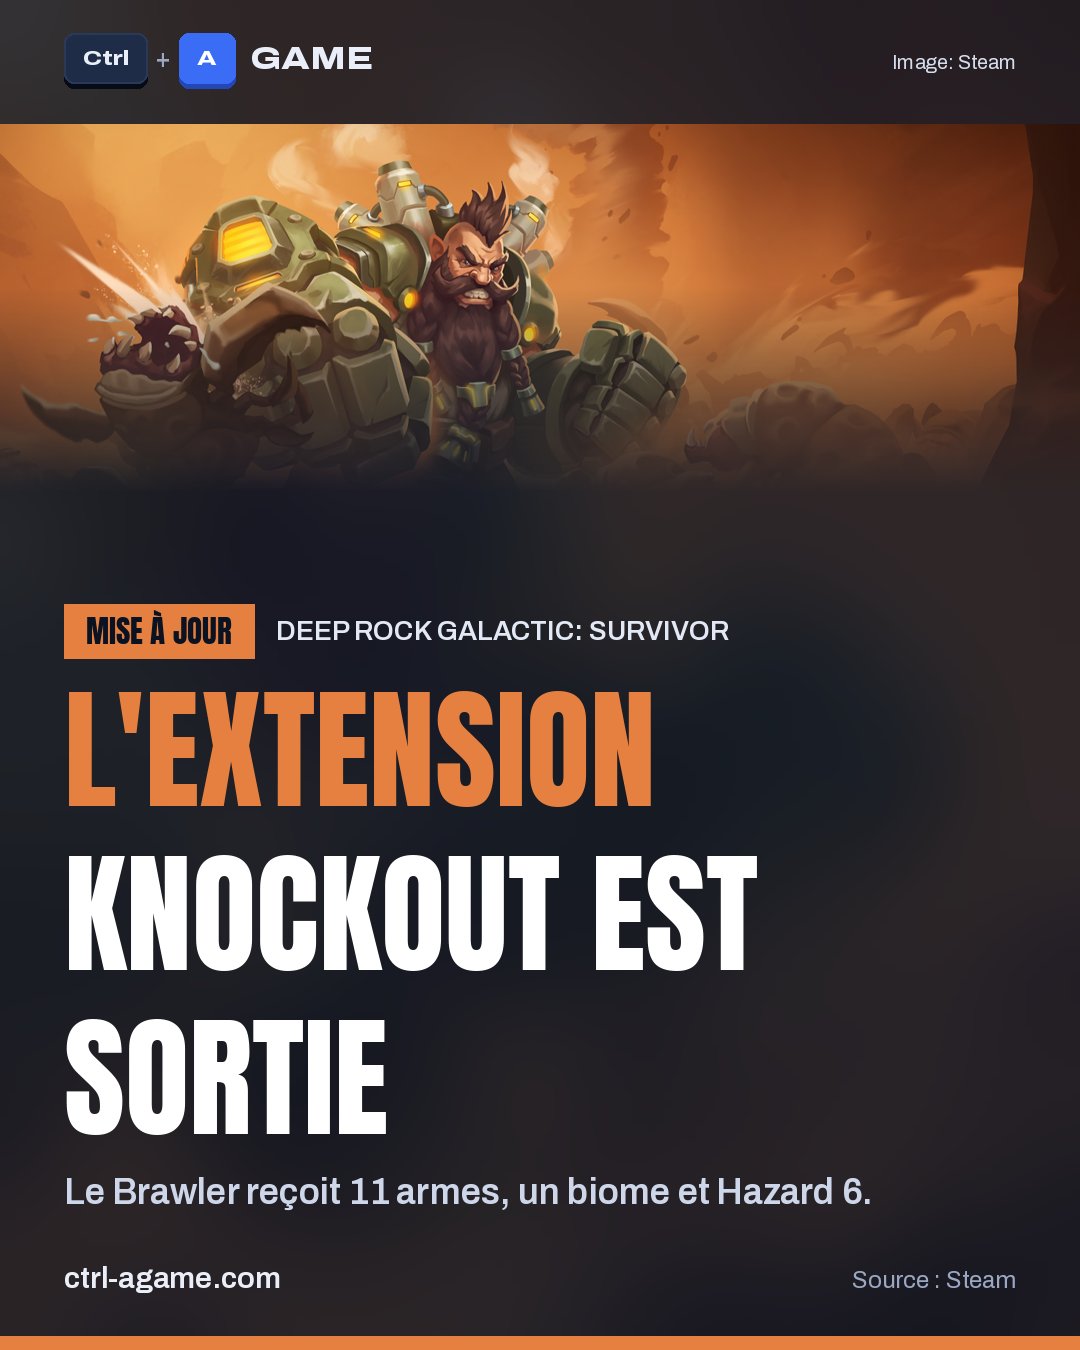 Ctrl + A GAME
Image: Steam
MISE À JOUR DEEP ROCK GALACTIC: SURVIVOR
L'EXTENSION
KNOCKOUT EST
SORTIE
Le Brawler reçoit 11 armes, un biome et Hazard 6.
ctrl-agame.com
Source : Steam